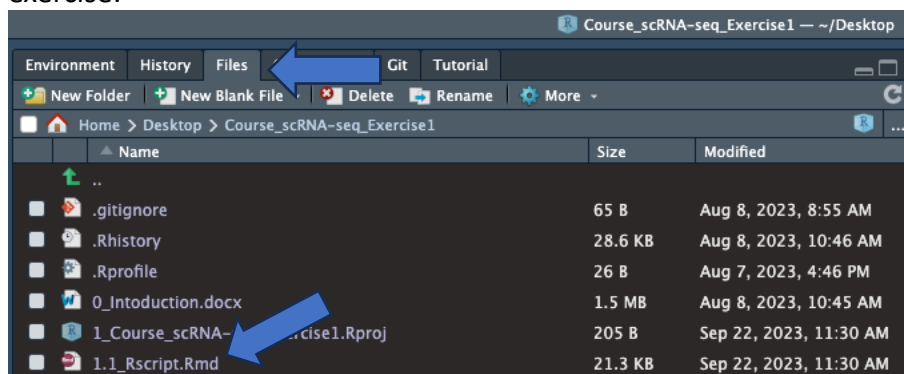 Course_scRNA-seq_Exercise1 — ~/Desktop
Environment History Files Git Tutorial
New Folder New Blank File Delete Rename More
Home > Desktop > Course_scRNA-seq_Exercise1 ...
Name Size Modified
..
.gitignore 65 B Aug 8, 2023, 8:55 AM
.Rhistory 28.6 KB Aug 8, 2023, 10:46 AM
.Rprofile 26 B Aug 7, 2023, 4:46 PM
0_Intoduction.docx 1.5 MB Aug 8, 2023, 10:45 AM
1_Course_scRNA- rcise1.Rproj 205 B Sep 22, 2023, 11:30 AM
1.1_Rscript.Rmd 21.3 KB Sep 22, 2023, 11:30 AM